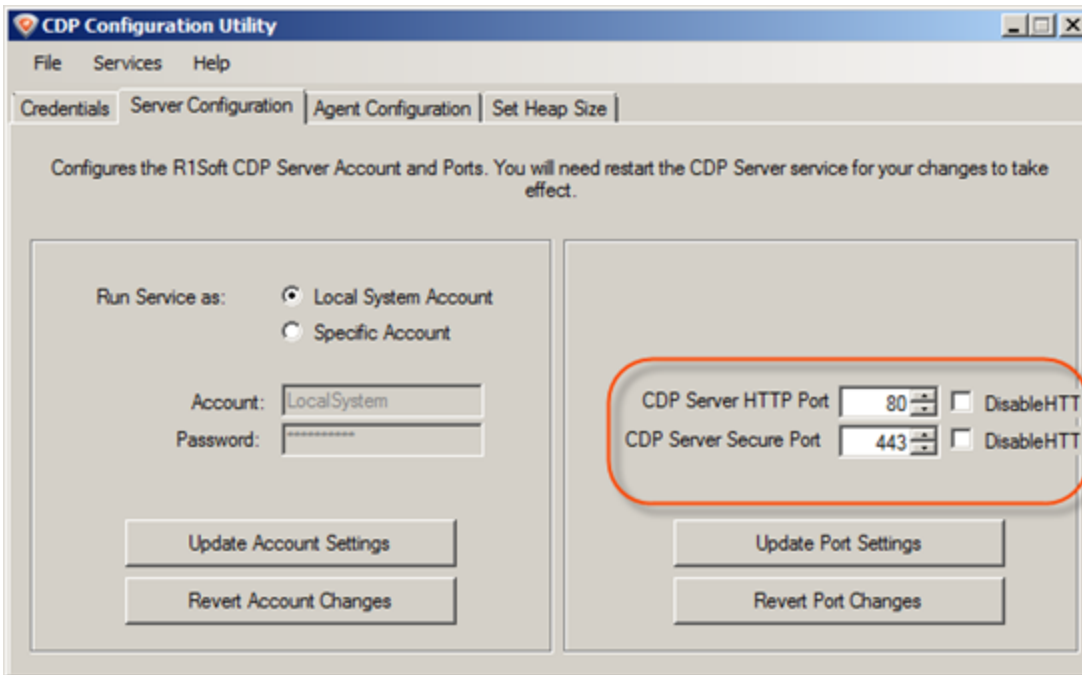 CDP Configuration Utility
File Services Help
Credentials Server Configuration Agent Configuration Set Heap Size
Configures the R1Soft CDP Server Account and Ports. You will need restart the CDP Server service for your changes to take
effect.
Run Service as: Local System Account
Specific Account
Account: LocalSystem
Password: **********
CDP Server HTTP Port 80 DisableHTT
CDP Server Secure Port 443 DisableHTT
Update Account Settings
Revert Account Changes
Update Port Settings
Revert Port Changes